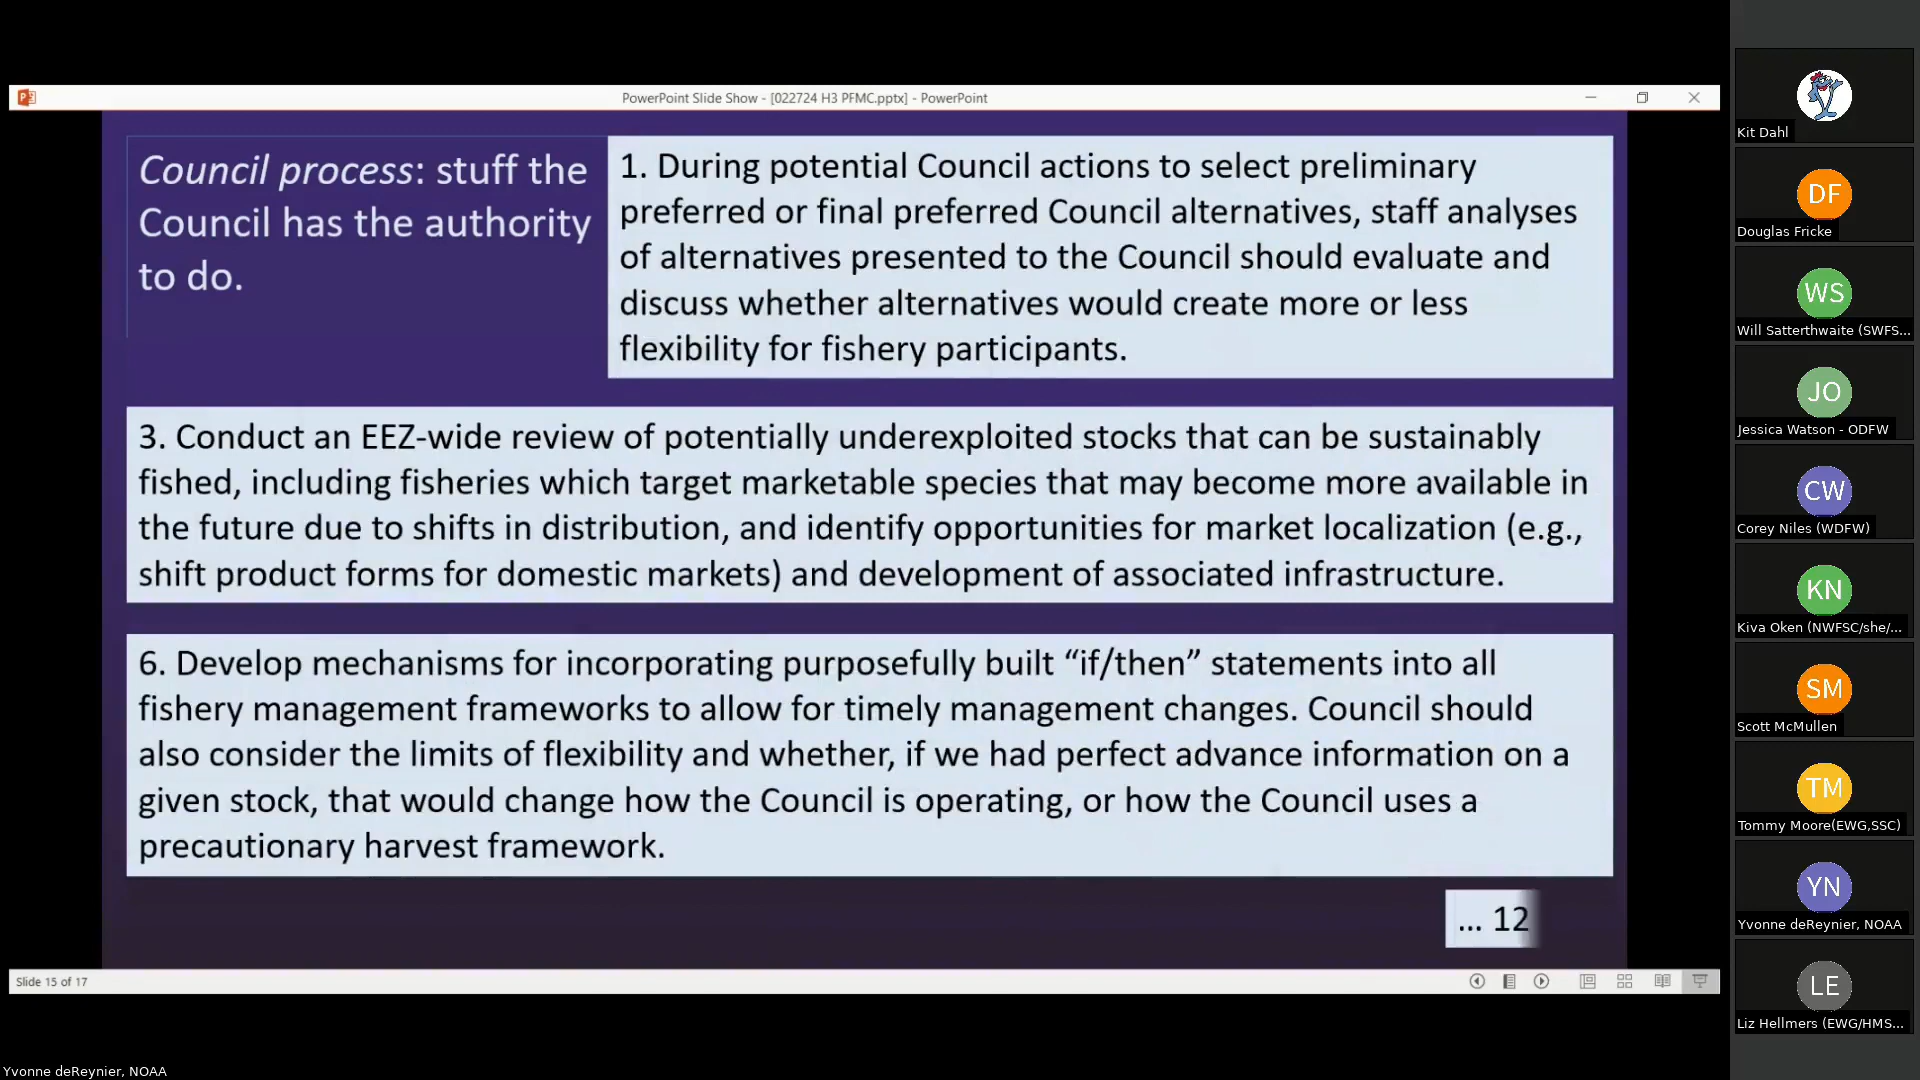 PowerPoint Slide Show - [022724 H3 PFMC.pptx] - PowerPoint
Council process: stuff the
Council has the authority
to do.
1. During potential Council actions to select preliminary
preferred or final preferred Council alternatives, staff analyses
of alternatives presented to the Council should evaluate and
discuss whether alternatives would create more or less
flexibility for fishery participants.
3. Conduct an EEZ-wide review of potentially underexploited stocks that can be sustainably
fished, including fisheries which target marketable species that may become more available in
the future due to shifts in distribution, and identify opportunities for market localization (e.g.,
shift product forms for domestic markets) and development of associated infrastructure.
6. Develop mechanisms for incorporating purposefully built “if/then” statements into all
fishery management frameworks to allow for timely management changes. Council should
also consider the limits of flexibility and whether, if we had perfect advance information on a
given stock, that would change how the Council is operating, or how the Council uses a
precautionary harvest framework.
... 12
Slide 15 of 17
Yvonne deReynier, NOAA
Kit Dahl
DF
Douglas Fricke
WS
Will Satterthwaite (SWFS...
JO
Jessica Watson - ODFW
CW
Corey Niles (WDFW)
KN
Kiva Oken (NWFSC/she/...
SM
Scott McMullen
TM
Tommy Moore(EWG,SSC)
YN
Yvonne deReynier, NOAA
LE
Liz Hellmers (EWG/HMS...